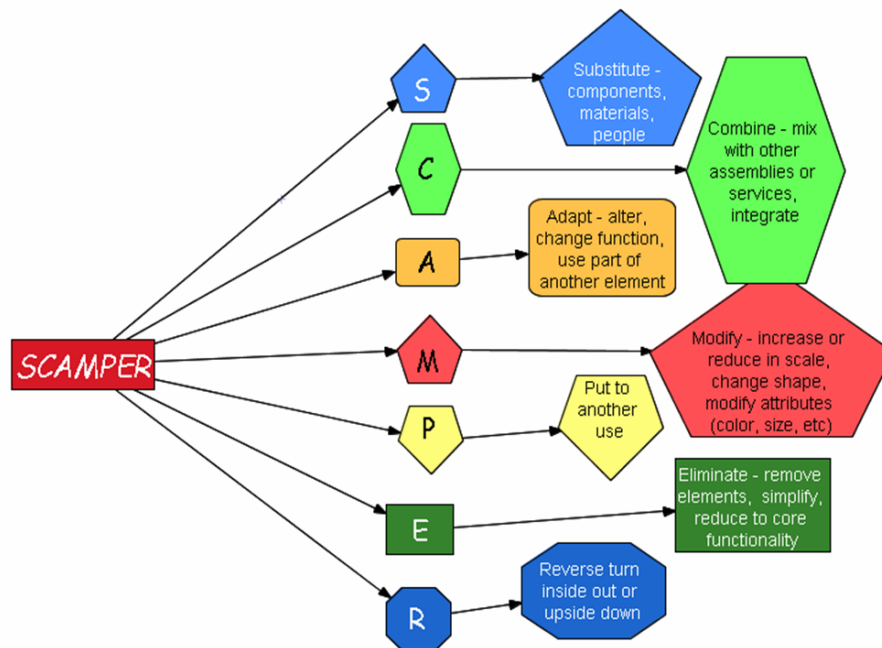 SCAMPER
S
Substitute -
components,
materials,
people
C
Combine - mix
with other
assemblies or
services,
integrate
A
Adapt - alter,
change function,
use part of
another element
M
Modify - increase or
reduce in scale,
change shape,
modify attributes
(color, size, etc)
P
Put to
another
use
E
Eliminate - remove
elements, simplify,
reduce to core
functionality
R
Reverse turn
inside out or
upside down